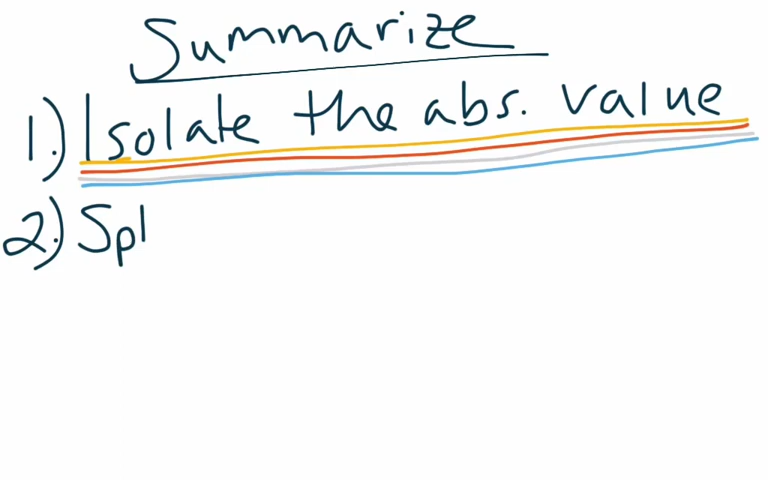 Summarize
1.) Isolate the abs. value
2.) Spl